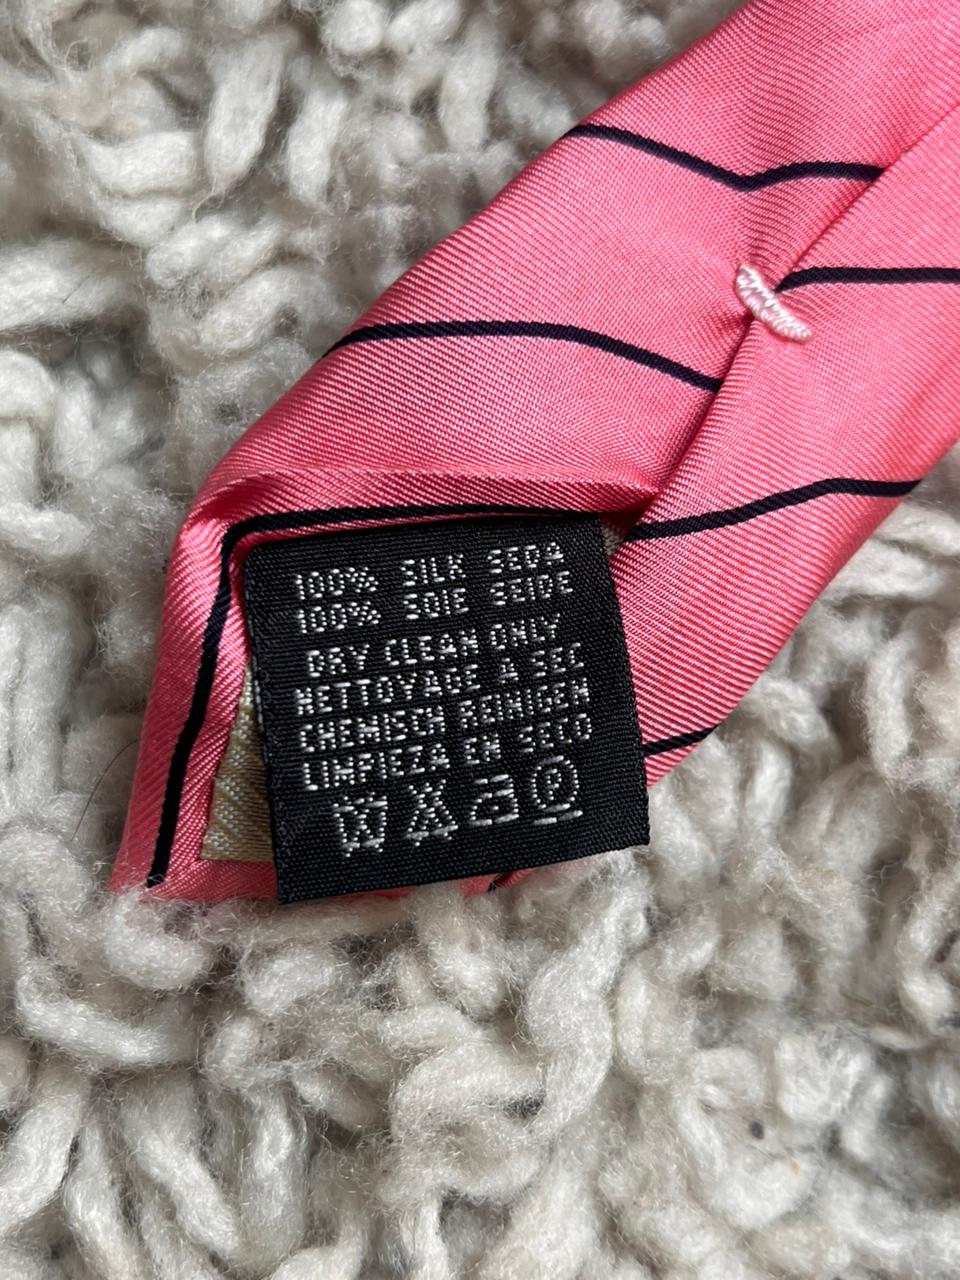 100% SILK SEDA
100% SOIE SEIDE
DRY CLEAN ONLY
NETTOYAGE A SEC
CHEMISCH REINIGEN
LIMPIEZA EN SECO
P